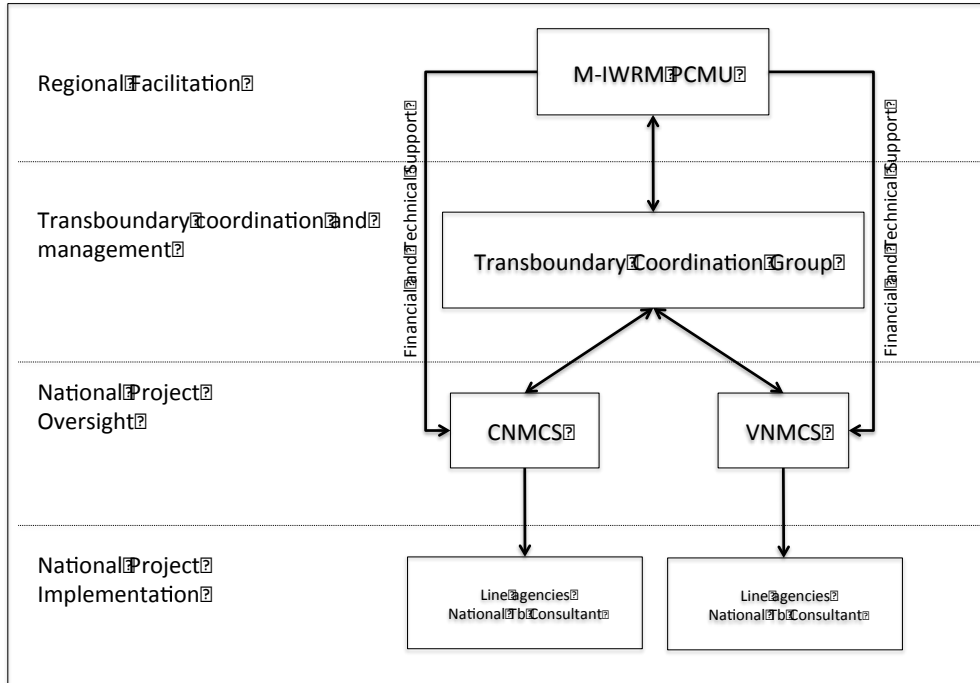 Regional Facilitation
M-IWRM PCMU
Financial and Technical Support
Financial and Technical Support
Transboundary coordination and
management
Transboundary Coordination Group
National Project
Oversight
CNMCS
VNMCS
National Project
Implementation
Line agencies
National Tb Consultant
Line agencies
National Tb Consultant